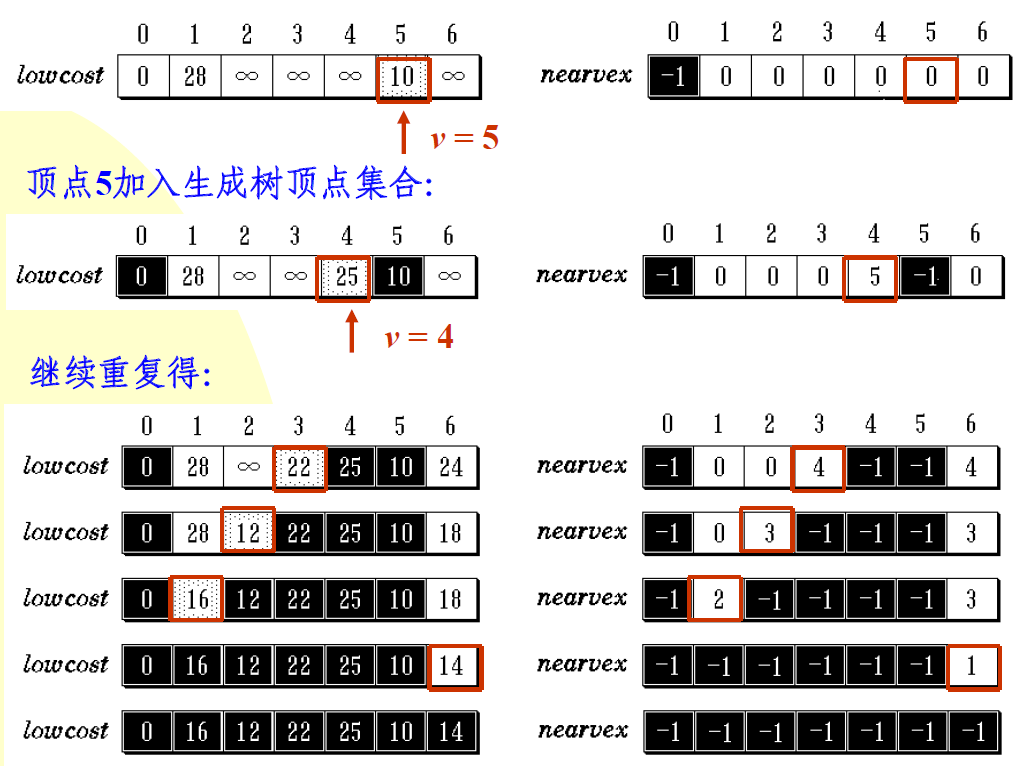 0 1 2 3 4 5 6 0 1 2 3 4 5 6
lowcost 0 28 ∞ ∞ ∞ 10 ∞ nearvex -1 0 0 0 0 0 0
v = 5
顶点5加入生成树顶点集合:
0 1 2 3 4 5 6 0 1 2 3 4 5 6
lowcost 0 28 ∞ ∞ 25 10 ∞ nearvex -1 0 0 0 5 -1 0
v = 4
继续重复得:
0 1 2 3 4 5 6 0 1 2 3 4 5 6
lowcost 0 28 ∞ 22 25 10 24 nearvex -1 0 0 4 -1 -1 4
lowcost 0 28 12 22 25 10 18 nearvex -1 0 3 -1 -1 -1 3
lowcost 0 16 12 22 25 10 18 nearvex -1 2 -1 -1 -1 -1 3
lowcost 0 16 12 22 25 10 14 nearvex -1 -1 -1 -1 -1 -1 1
lowcost 0 16 12 22 25 10 14 nearvex -1 -1 -1 -1 -1 -1 -1